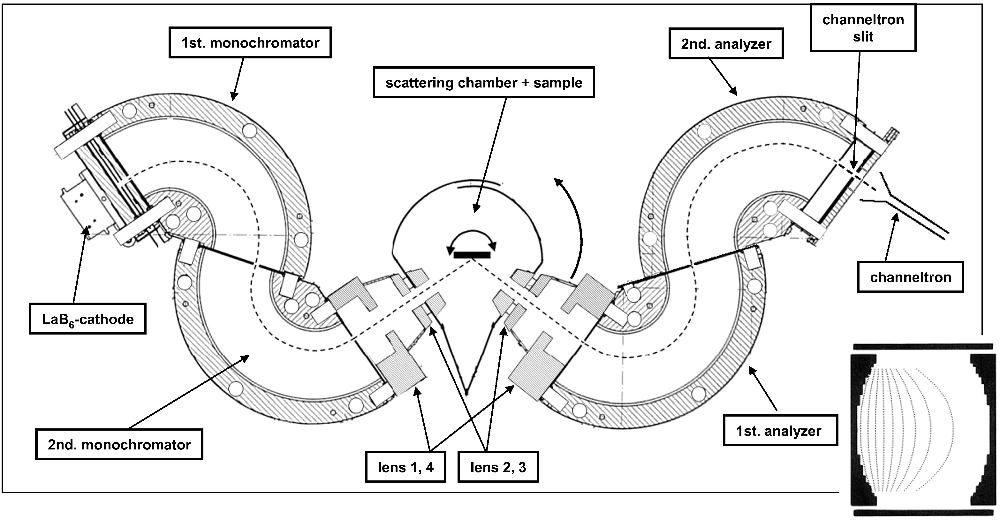 channeltron
slit
1st. monochromator
2nd. analyzer
scattering chamber + sample
channeltron
LaB₆-cathode
1st. analyzer
2nd. monochromator
lens 1, 4
lens 2, 3